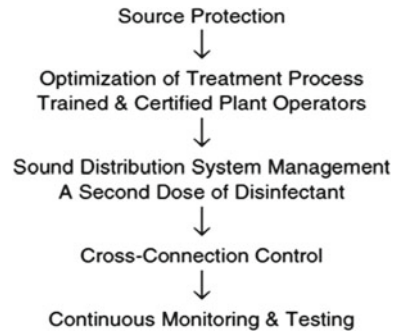 Source Protection
Optimization of Treatment Process
Trained & Certified Plant Operators
Sound Distribution System Management
A Second Dose of Disinfectant
Cross-Connection Control
Continuous Monitoring & Testing